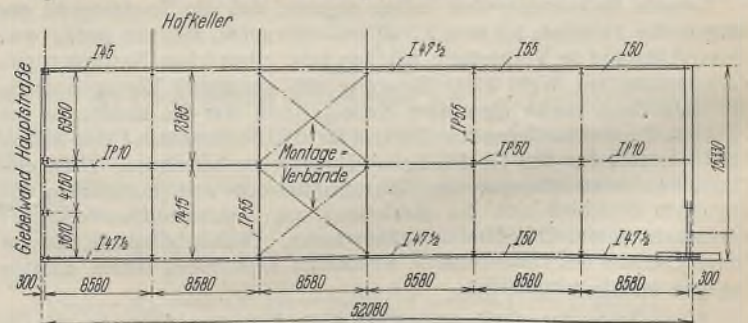 Hofkeller
I45
I47½
I55
I50
Giebelwand Hauptstraße
6350
7385
IP55
15330
IP10
Montage=
Verbände
IP50
IP10
4160
7415
IP55
3010
I47½
I47½
I50
I47½
300
8580
8580
8580
8580
8580
8580
300
52080